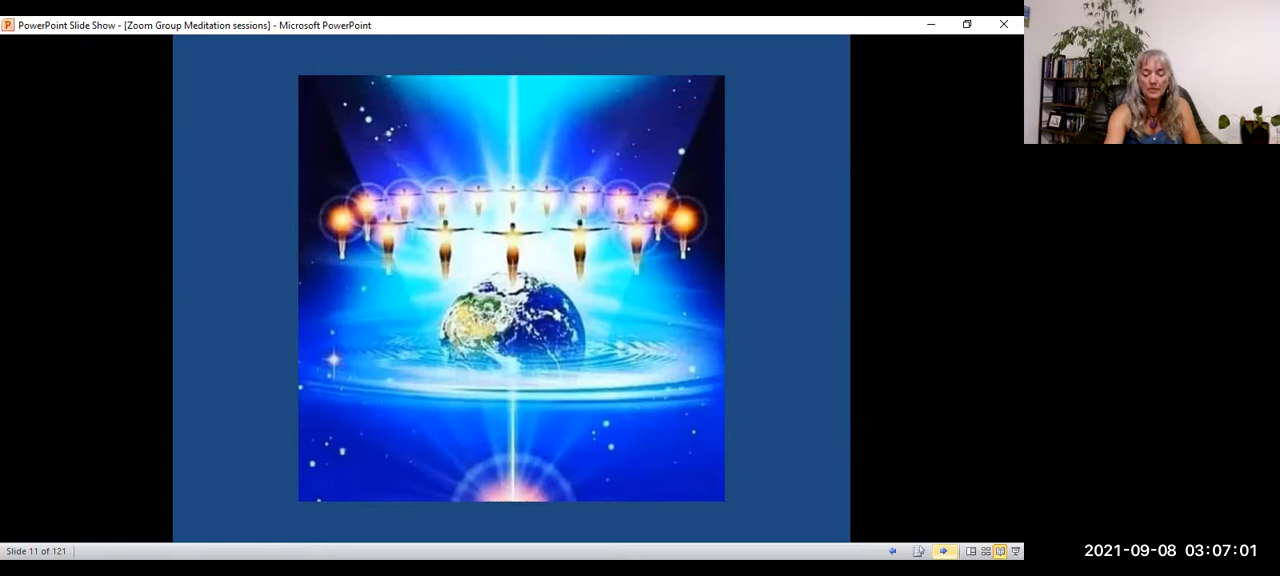 PowerPoint Slide Show - [Zoom Group Meditation sessions] - Microsoft PowerPoint
Slide 11 of 121
2021-09-08 03:07:01